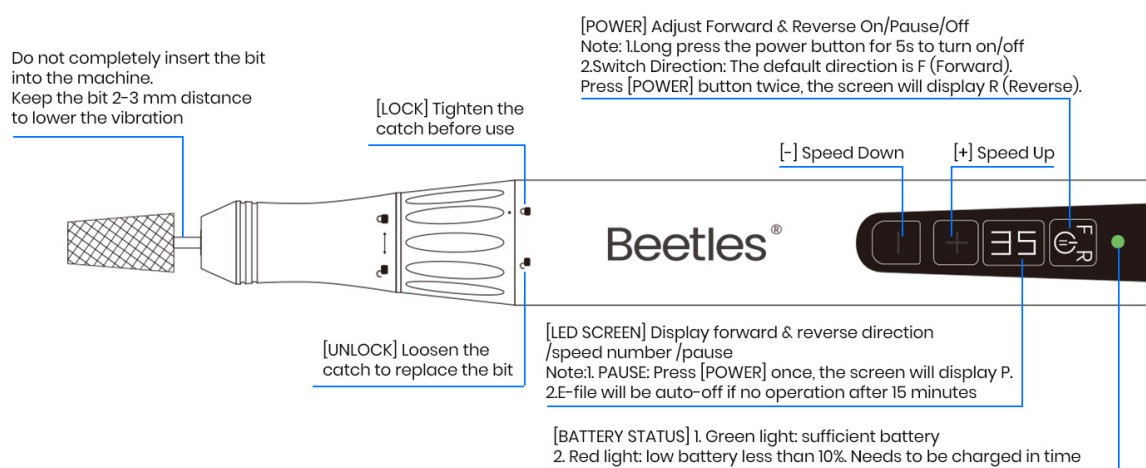 [POWER] Adjust Forward & Reverse On/Pause/Off
Note: 1.Long press the power button for 5s to turn on/off
2.Switch Direction: The default direction is F (Forward).
Press [POWER] button twice, the screen will display R (Reverse).
Do not completely insert the bit
into the machine.
Keep the bit 2-3 mm distance
to lower the vibration
[LOCK] Tighten the
catch before use
[-] Speed Down
[+] Speed Up
Beetles®
35
F
R
[UNLOCK] Loosen the
catch to replace the bit
[LED SCREEN] Display forward & reverse direction
/speed number /pause
Note:1. PAUSE: Press [POWER] once, the screen will display P.
2.E-file will be auto-off if no operation after 15 minutes
[BATTERY STATUS] 1. Green light: sufficient battery
2. Red light: low battery less than 10%. Needs to be charged in time